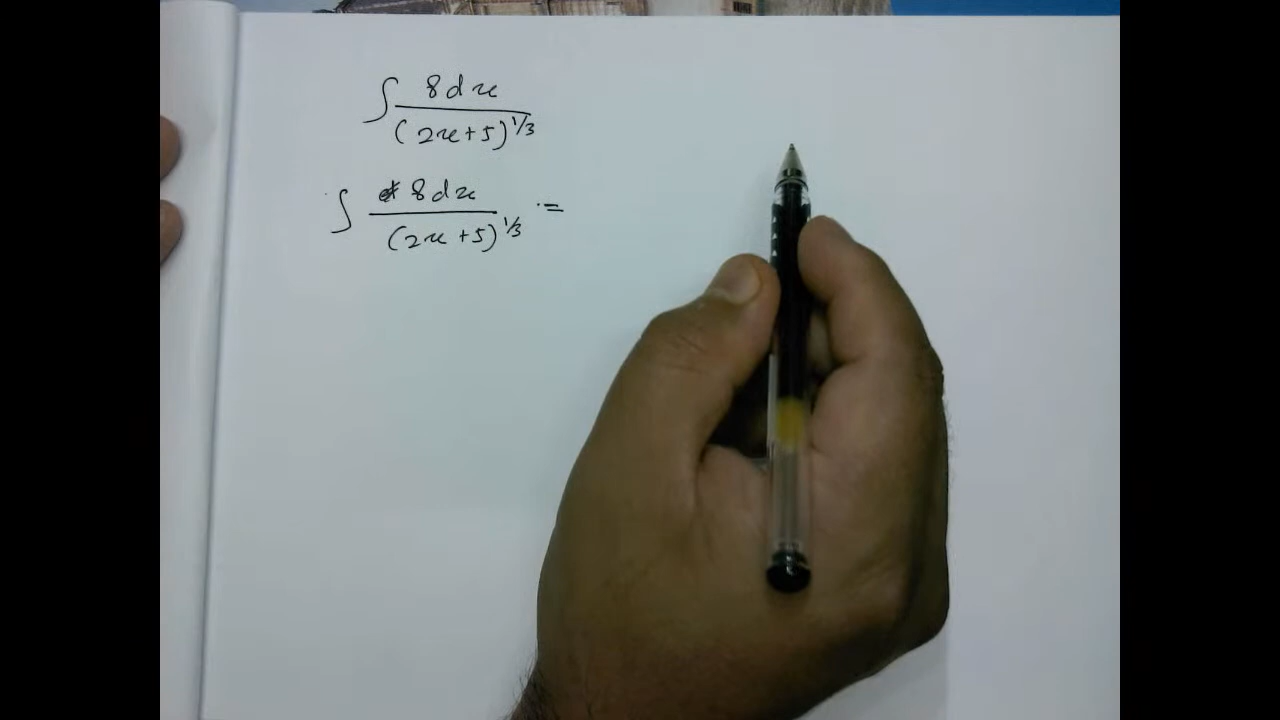 ∫ 8dx / (2x+5)^1/3
∫ 8dx / (2x+5)^1/3 =